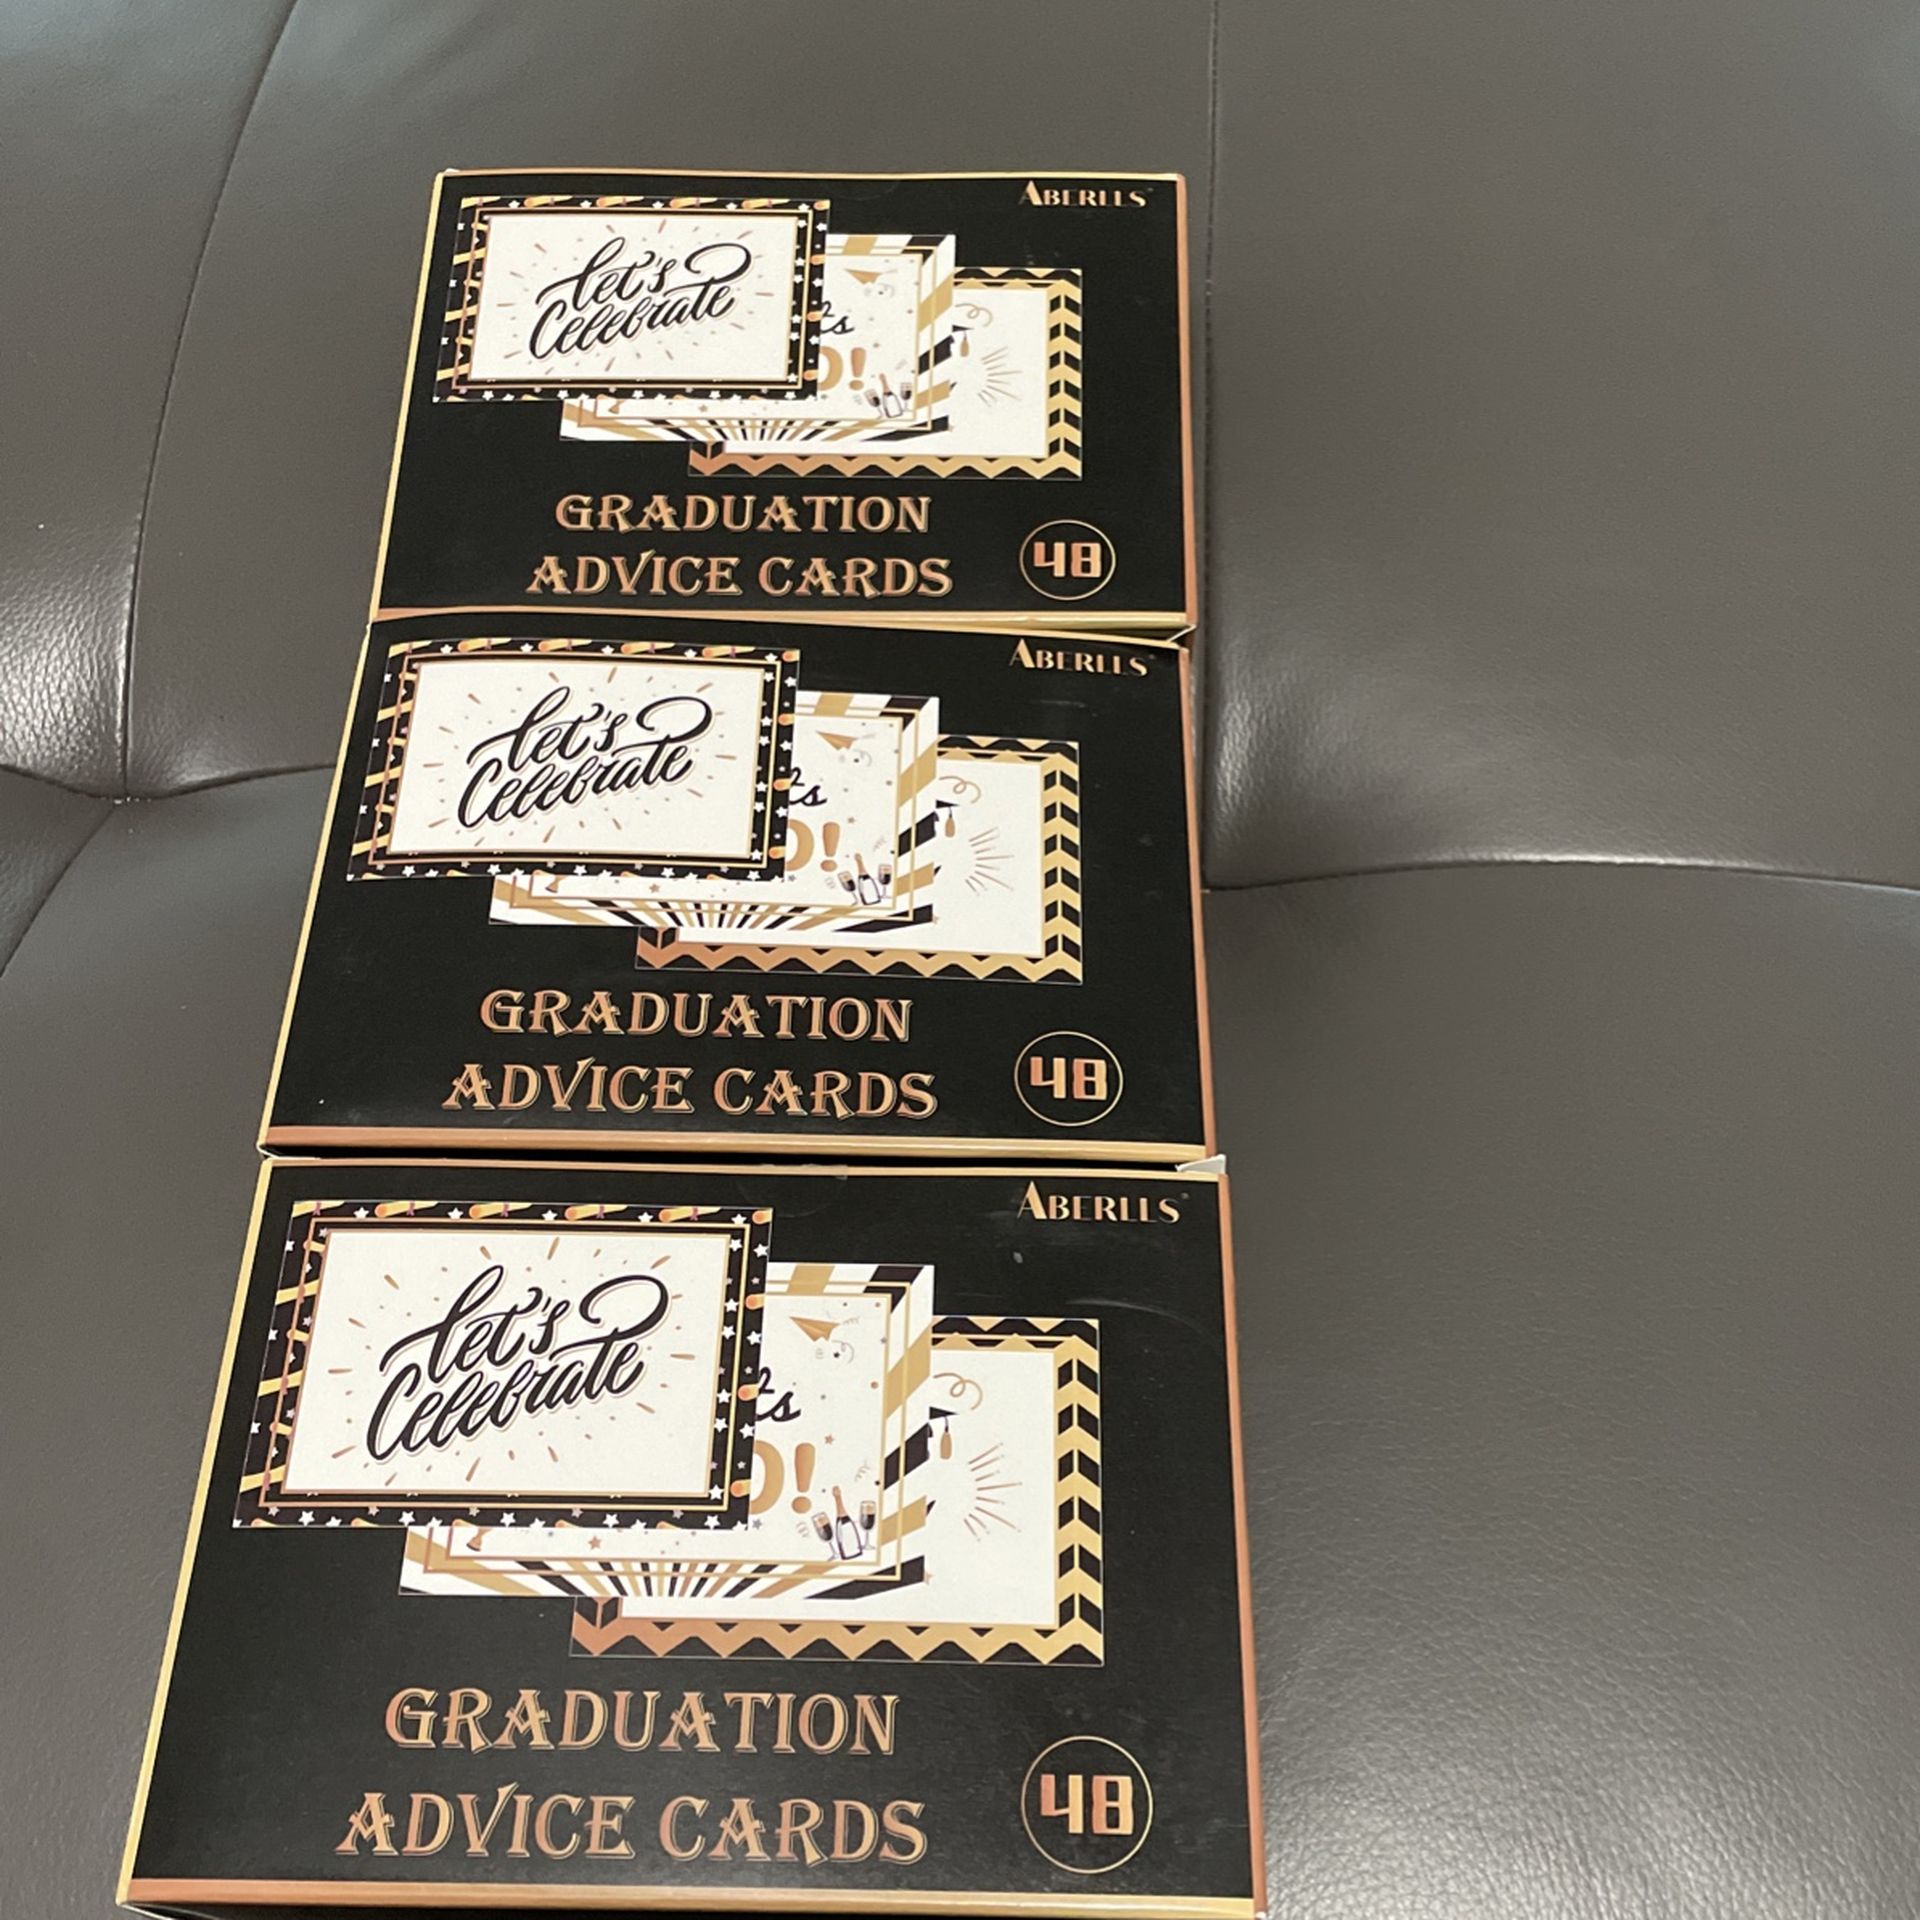 ABERLLS
let's
Celebrate
GRADUATION
ADVICE CARDS
48
ABERLLS
let's
Celebrate
GRADUATION
ADVICE CARDS
48
ABERLLS
let's
Celebrate
GRADUATION
ADVICE CARDS
48